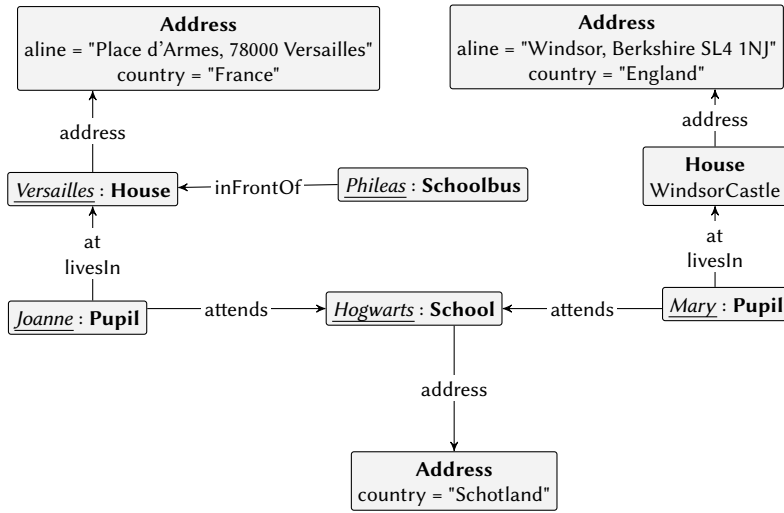 Address
aline = "Place d'Armes, 78000 Versailles"
country = "France"
Address
aline = "Windsor, Berkshire SL4 1NJ"
country = "England"
address
address
Versailles : House
inFrontOf
Phileas : Schoolbus
House
WindsorCastle
at
livesIn
at
livesIn
Joanne : Pupil
attends
Hogwarts : School
attends
Mary : Pupil
address
Address
country = "Schotland"